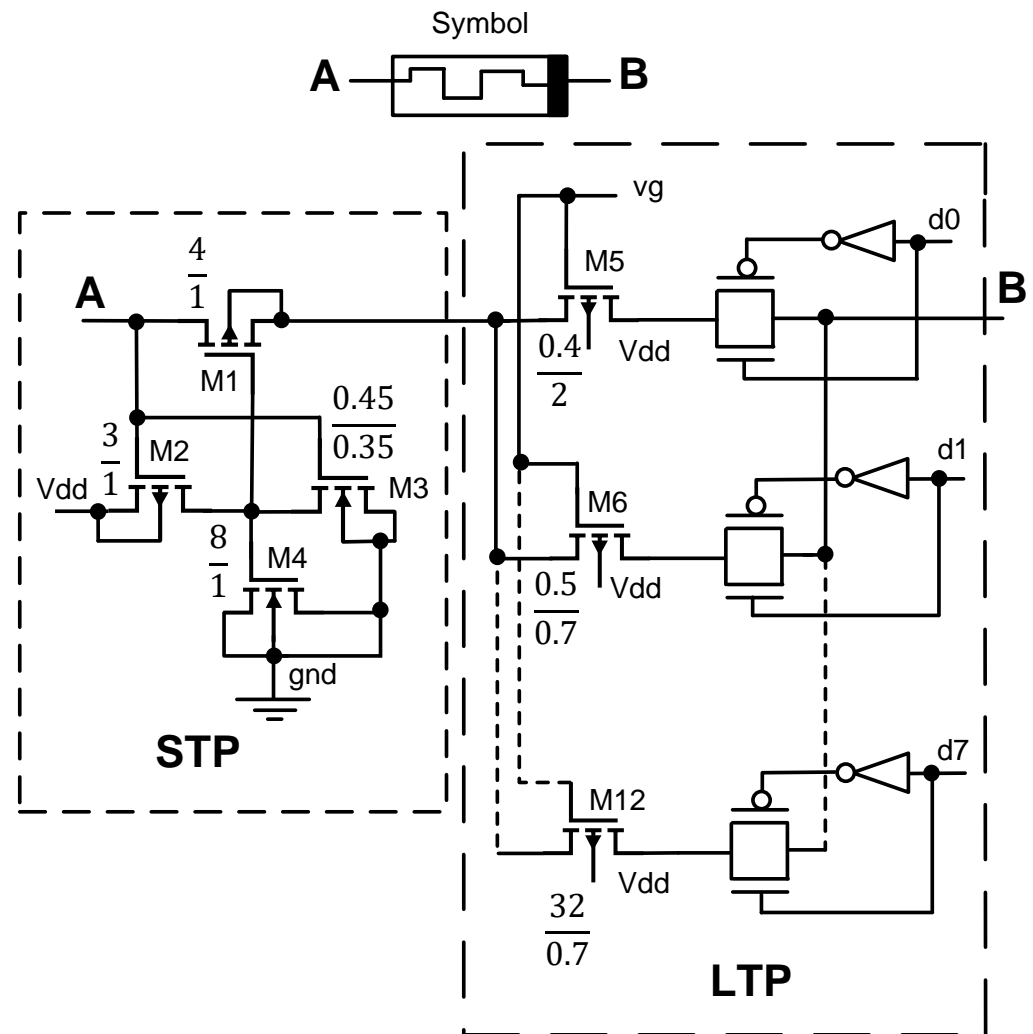 Symbol
A B
vg
d0
A
4
1
M5
B
M1
0.4
2
Vdd
0.45
0.35
3
1
M2
Vdd
M3
d1
M6
8
1
M4
0.5
0.7
Vdd
gnd
STP
d7
M12
Vdd
32
0.7
LTP